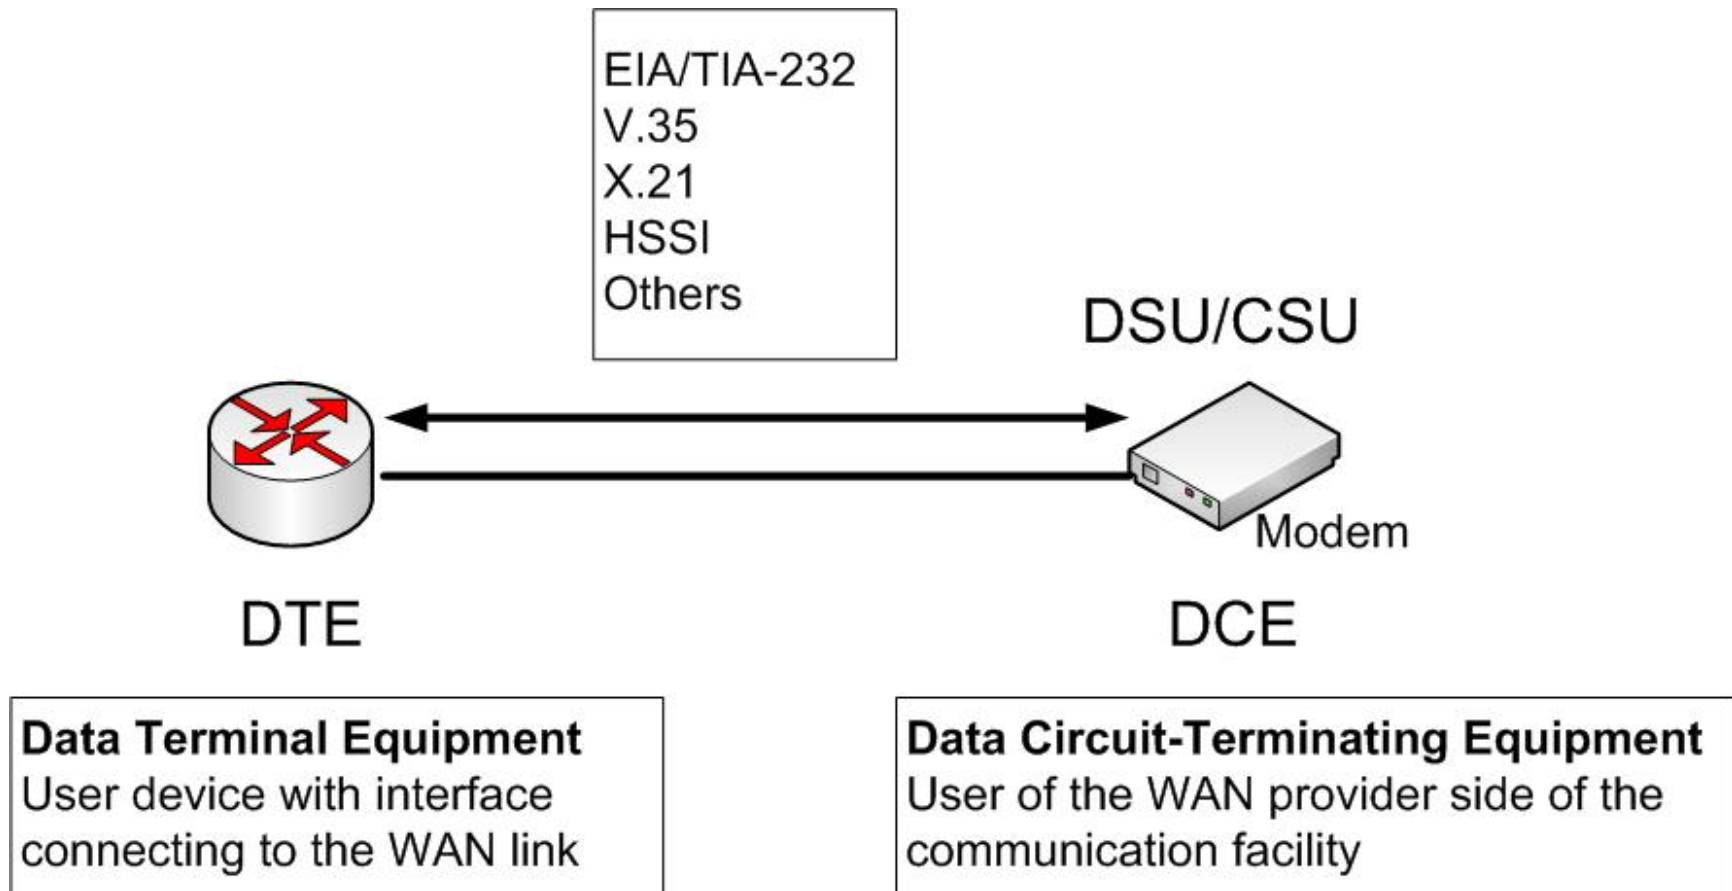 EIA/TIA-232
V.35
X.21
HSSI
Others
DSU/CSU
Modem
DTE
DCE
Data Terminal Equipment
User device with interface
connecting to the WAN link
Data Circuit-Terminating Equipment
User of the WAN provider side of the
communication facility